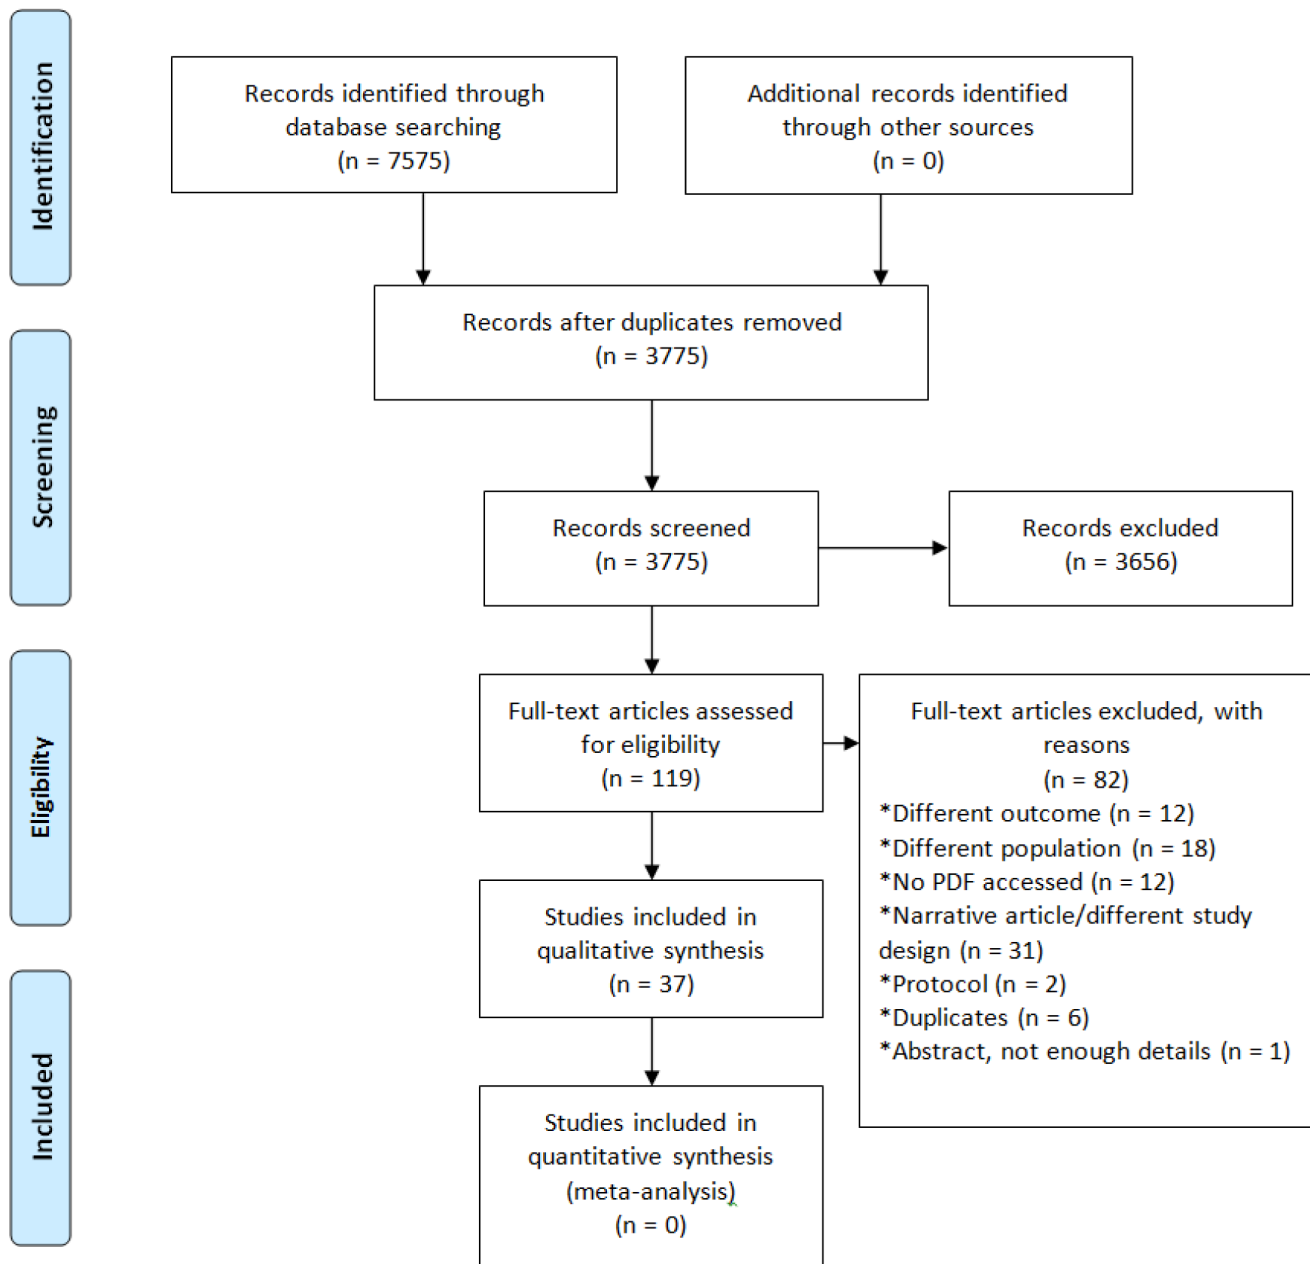 Identification
Records identified through
database searching
(n = 7575)
Additional records identified
through other sources
(n = 0)
Records after duplicates removed
(n = 3775)
Screening
Records screened
(n = 3775)
Records excluded
(n = 3656)
Eligibility
Full-text articles assessed
for eligibility
(n = 119)
Full-text articles excluded, with
reasons
(n = 82)
*Different outcome (n = 12)
*Different population (n = 18)
*No PDF accessed (n = 12)
*Narrative article/different study
design (n = 31)
*Protocol (n = 2)
*Duplicates (n = 6)
*Abstract, not enough details (n = 1)
Studies included in
qualitative synthesis
(n = 37)
Included
Studies included in
quantitative synthesis
(meta-analysis)
(n = 0)